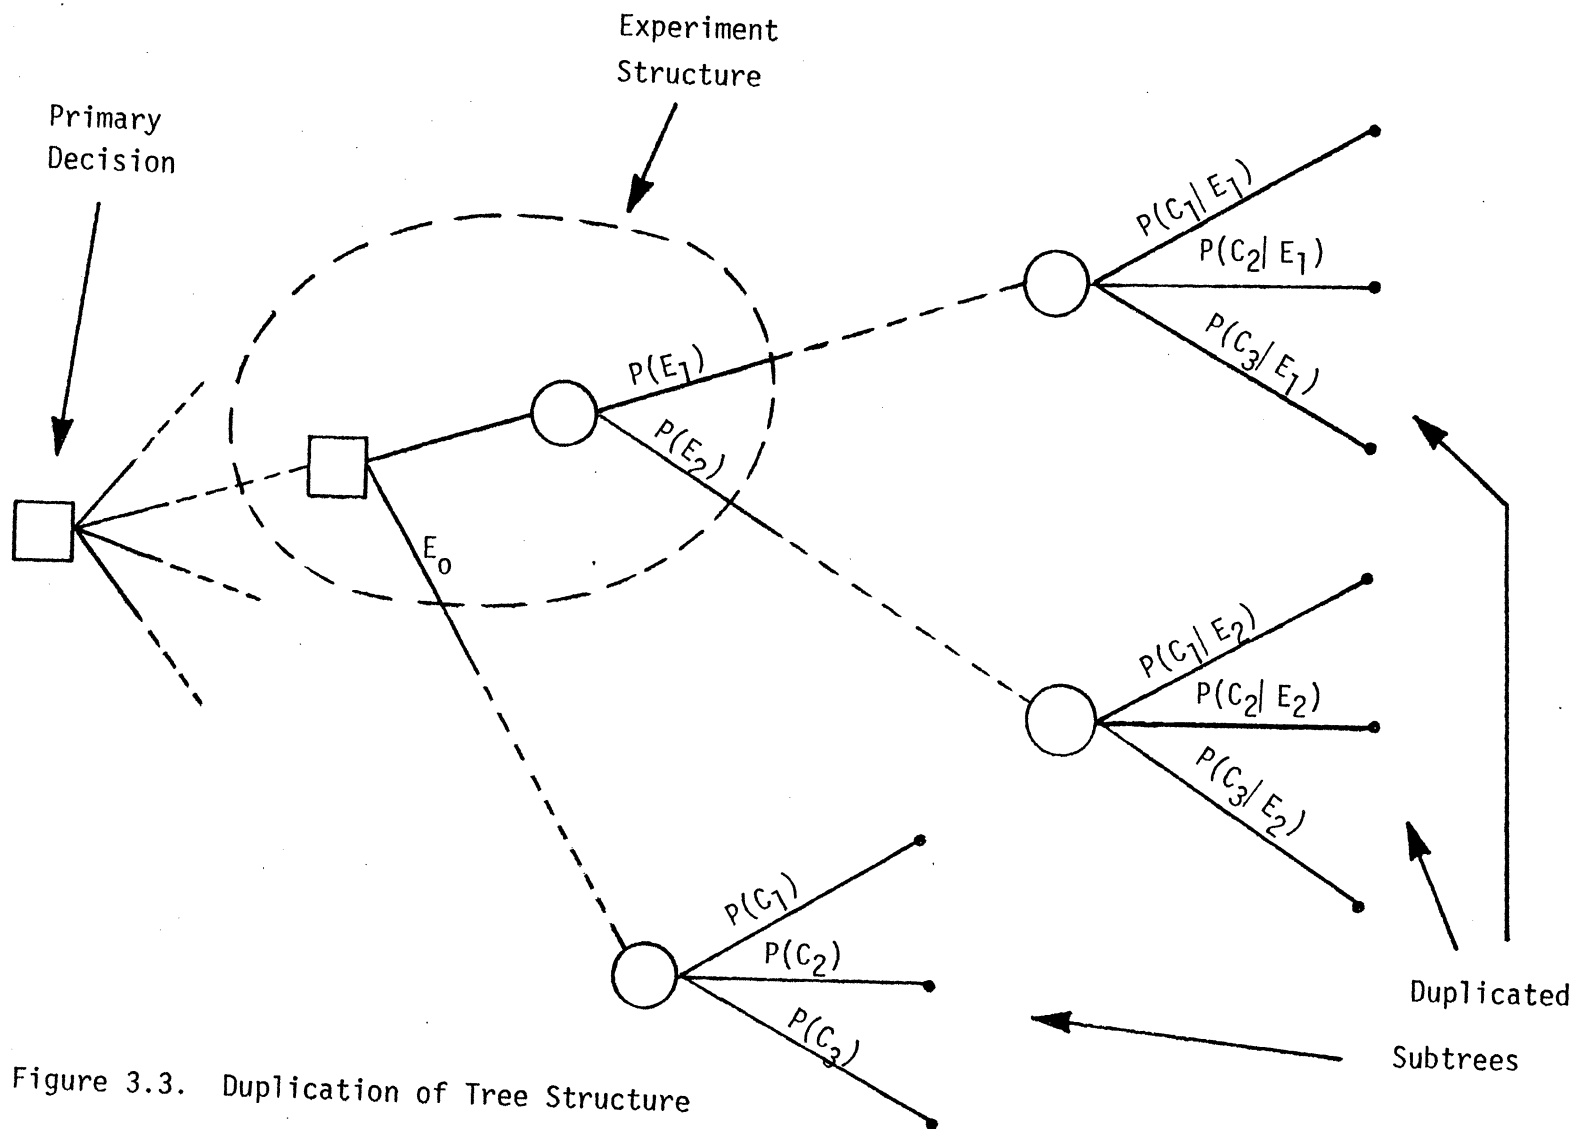 Experiment
Structure
Primary
Decision
P(C₁| E₁)
P(C₂| E₁)
P(C₃| E₁)
P(E₁)
P(E₂)
E₀
P(C₁| E₂)
P(C₂| E₂)
P(C₃| E₂)
P(C₁)
P(C₂)
P(C₃)
Duplicated
Subtrees
Figure 3.3. Duplication of Tree Structure